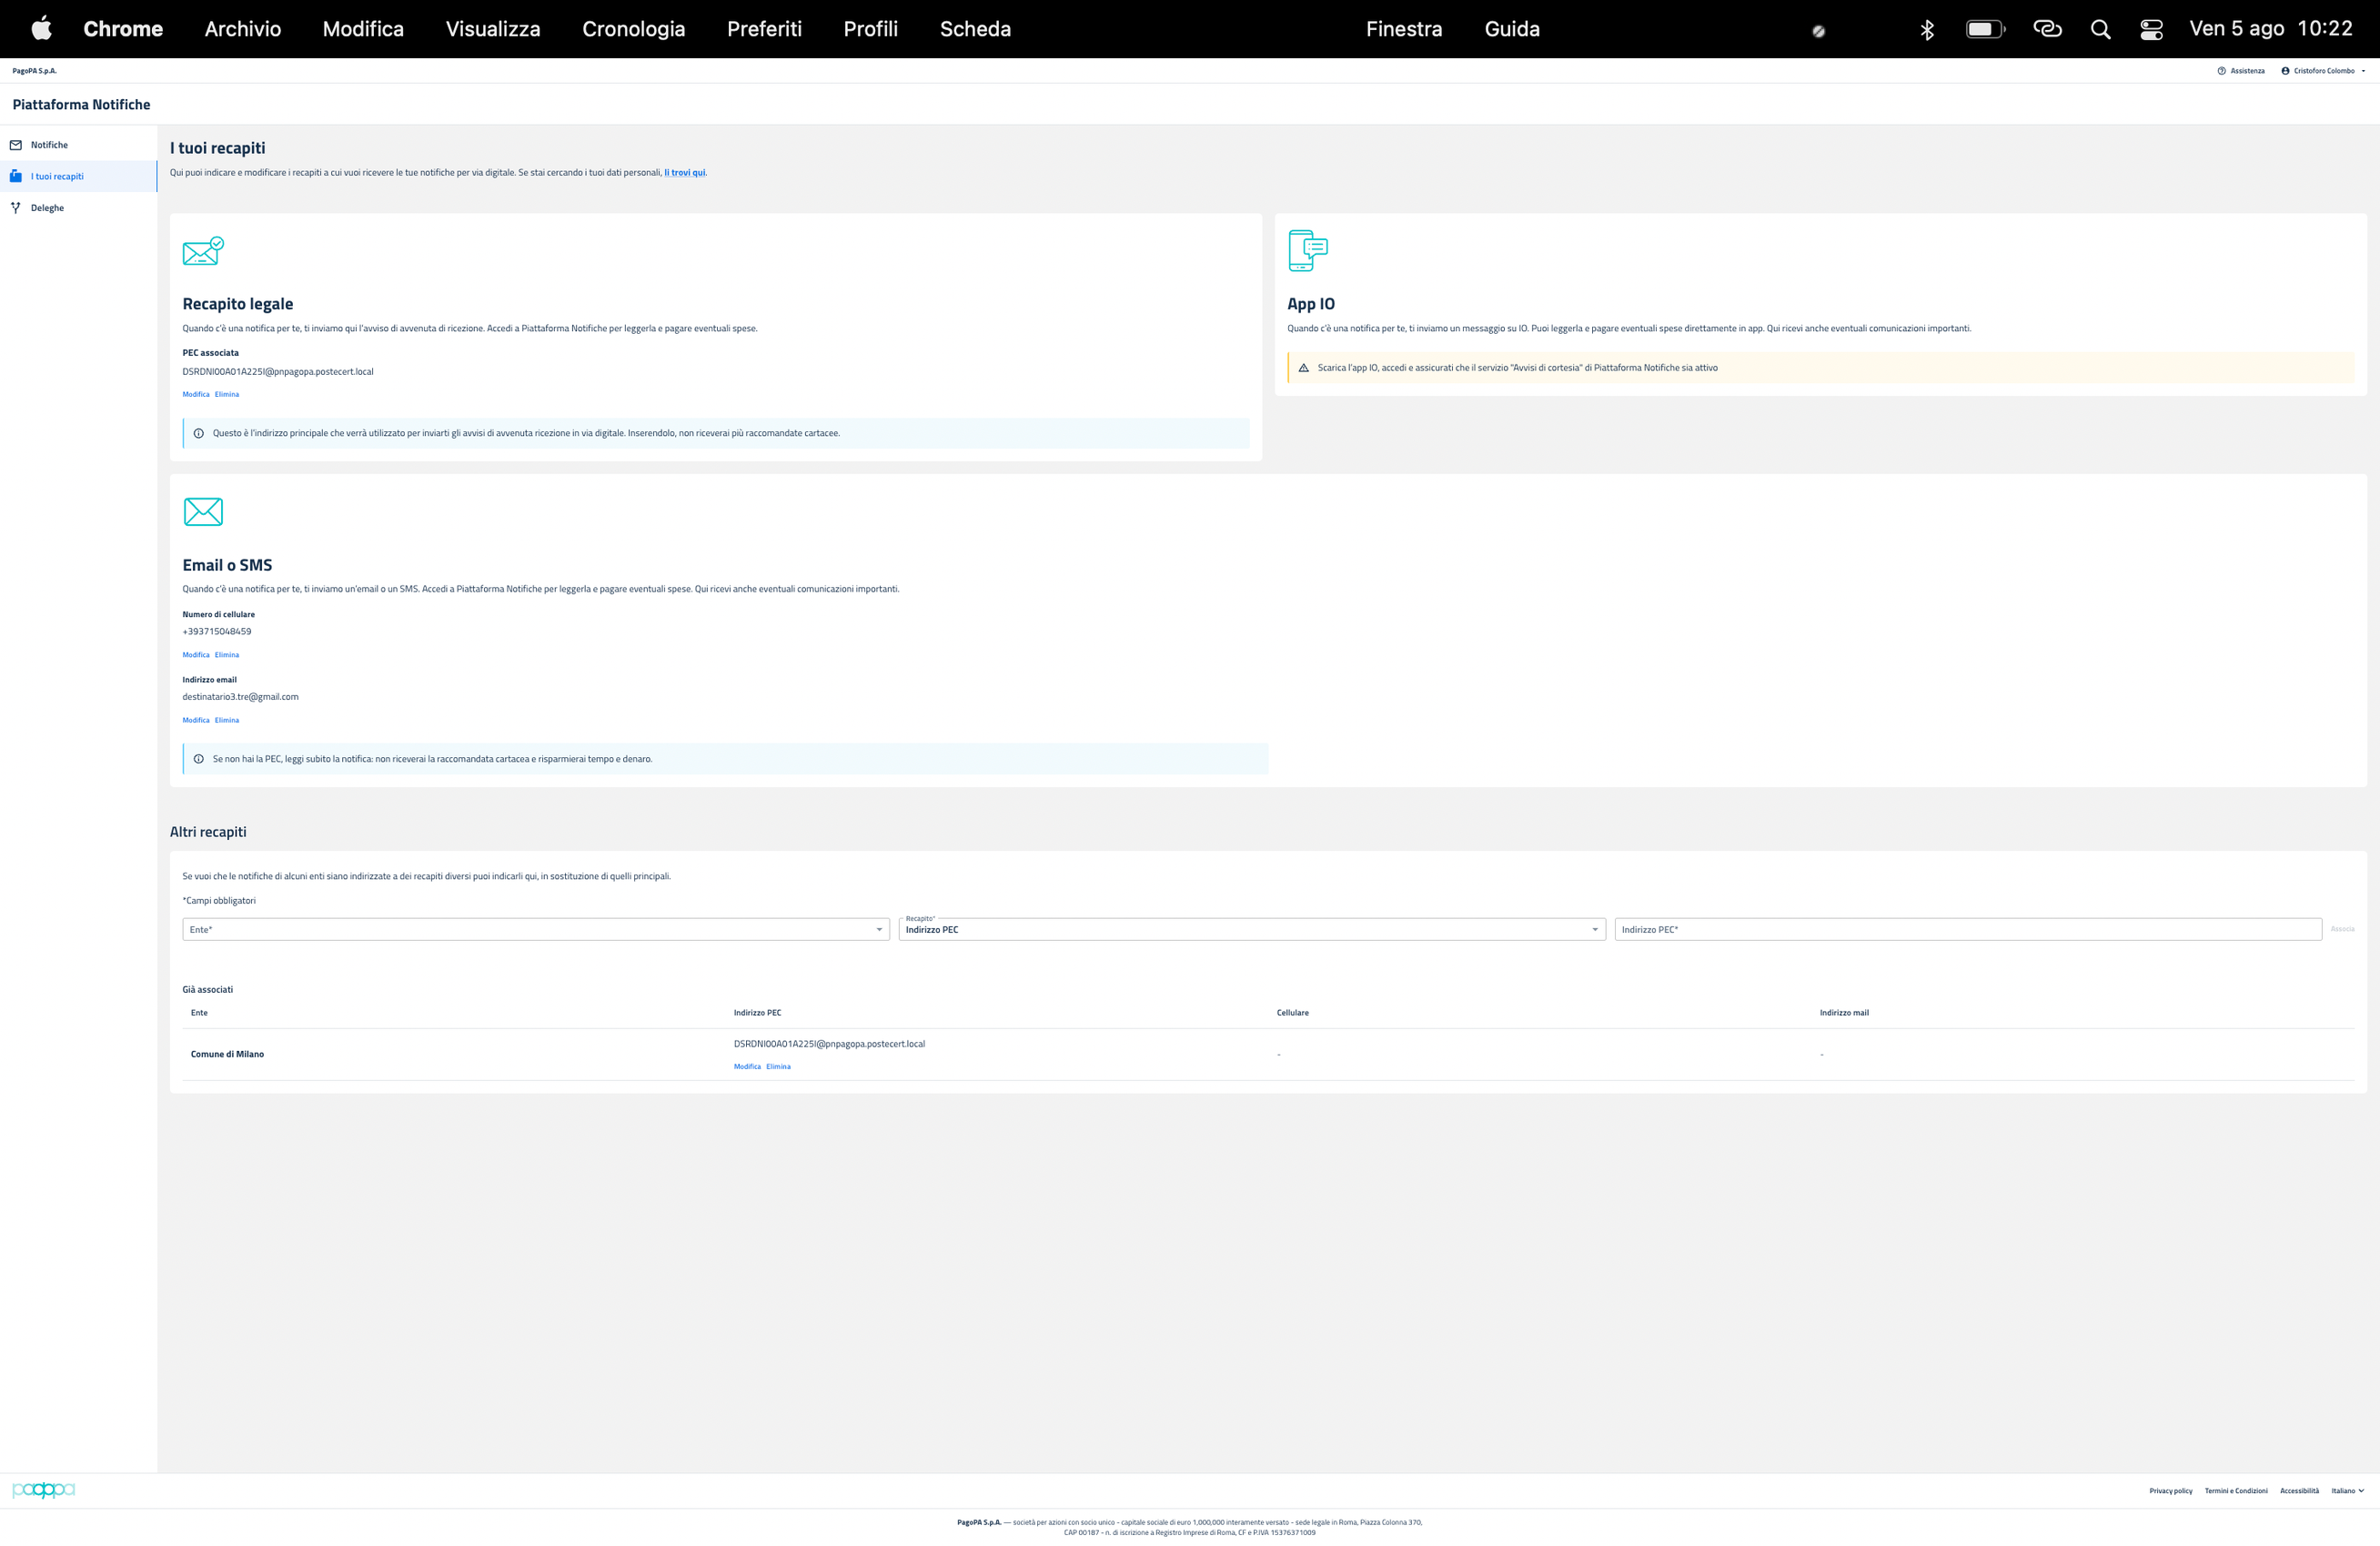 Chrome Archivio Modifica Visualizza Cronologia Preferiti Profili Scheda Finestra Guida Ven 5 ago 10:22
PagoPA S.p.A. Assistenza Cristoforo Colombo
Piattaforma Notifiche
Notifiche
I tuoi recapiti
Deleghe
I tuoi recapiti
Qui puoi indicare e modificare i recapiti a cui vuoi ricevere le tue notifiche per via digitale. Se stai cercando i tuoi dati personali, li trovi qui.
Recapito legale
Quando c'è una notifica per te, ti inviamo qui l'avviso di avvenuta di ricezione. Accedi a Piattaforma Notifiche per leggerla e pagare eventuali spese.
PEC associata
DSRDNI00A01A225I@pnpagopa.postecert.local
Modifica Elimina
Questo è l'indirizzo principale che verrà utilizzato per inviarti gli avvisi di avvenuta ricezione in via digitale. Inserendolo, non riceverai più raccomandate cartacee.
App IO
Quando c'è una notifica per te, ti inviamo un messaggio su IO. Puoi leggerla e pagare eventuali spese direttamente in app. Qui ricevi anche eventuali comunicazioni importanti.
Scarica l'app IO, accedi e assicurati che il servizio "Avvisi di cortesia" di Piattaforma Notifiche sia attivo
Email o SMS
Quando c'è una notifica per te, ti inviamo un'email o un SMS. Accedi a Piattaforma Notifiche per leggerla e pagare eventuali spese. Qui ricevi anche eventuali comunicazioni importanti.
Numero di cellulare
+393715048459
Modifica Elimina
Indirizzo email
destinatario3.tre@gmail.com
Modifica Elimina
Se non hai la PEC, leggi subito la notifica: non riceverai la raccomandata cartacea e risparmierai tempo e denaro.
Altri recapiti
Se vuoi che le notifiche di alcuni enti siano indirizzate a dei recapiti diversi puoi indicarli qui, in sostituzione di quelli principali.
*Campi obbligatori
Ente*
Recapito*
Indirizzo PEC
Indirizzo PEC*
Associa
Già associati
Ente Indirizzo PEC Cellulare Indirizzo mail
Comune di Milano DSRDNI00A01A225I@pnpagopa.postecert.local - -
Modifica Elimina
pagopa
Privacy policy Termini e Condizioni Accessibilità Italiano
PagoPA S.p.A. — società per azioni con socio unico - capitale sociale di euro 1,000,000 interamente versato - sede legale in Roma, Piazza Colonna 370,
CAP 00187 - n. di iscrizione a Registro Imprese di Roma, CF e P.IVA 15376371009